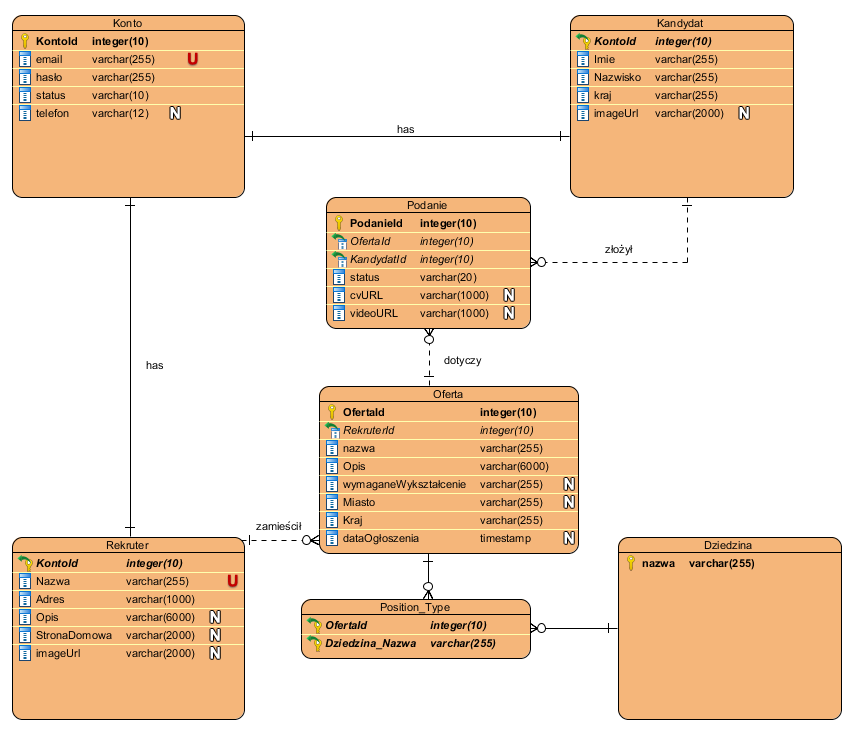 Konto
KontoId integer(10)
email varchar(255) U
hasło varchar(255)
status varchar(10)
telefon varchar(12) N
has
Kandydat
KontoId integer(10)
Imie varchar(255)
Nazwisko varchar(255)
kraj varchar(255)
imageUrl varchar(2000) N
Podanie
PodanieId integer(10)
OfertaId integer(10)
KandydatId integer(10)
status varchar(20)
cvURL varchar(1000) N
videoURL varchar(1000) N
złożył
dotyczy
has
Oferta
OfertaId integer(10)
RekruterId integer(10)
nazwa varchar(255)
Opis varchar(6000)
wymaganeWykształcenie varchar(255) N
Miasto varchar(255) N
Kraj varchar(255)
dataOgłoszenia timestamp N
zamieścił
Rekruter
KontoId integer(10)
Nazwa varchar(255) U
Adres varchar(1000)
Opis varchar(6000) N
StronaDomowa varchar(2000) N
imageUrl varchar(2000) N
Position_Type
OfertaId integer(10)
Dziedzina_Nazwa varchar(255)
Dziedzina
nazwa varchar(255)